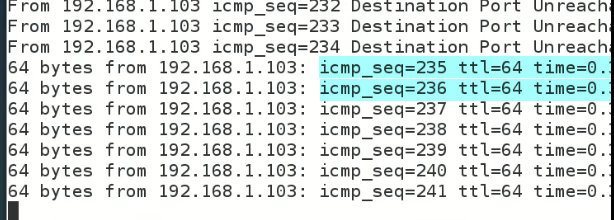 From 192.168.1.103 icmp_seq=232 Destination Port Unreacha
From 192.168.1.103 icmp_seq=233 Destination Port Unreacha
From 192.168.1.103 icmp_seq=234 Destination Port Unreacha
64 bytes from 192.168.1.103: icmp_seq=235 ttl=64 time=0.
64 bytes from 192.168.1.103: icmp_seq=236 ttl=64 time=0.
64 bytes from 192.168.1.103: icmp_seq=237 ttl=64 time=0.
64 bytes from 192.168.1.103: icmp_seq=238 ttl=64 time=0.
64 bytes from 192.168.1.103: icmp_seq=239 ttl=64 time=0.
64 bytes from 192.168.1.103: icmp_seq=240 ttl=64 time=0.
64 bytes from 192.168.1.103: icmp_seq=241 ttl=64 time=0.